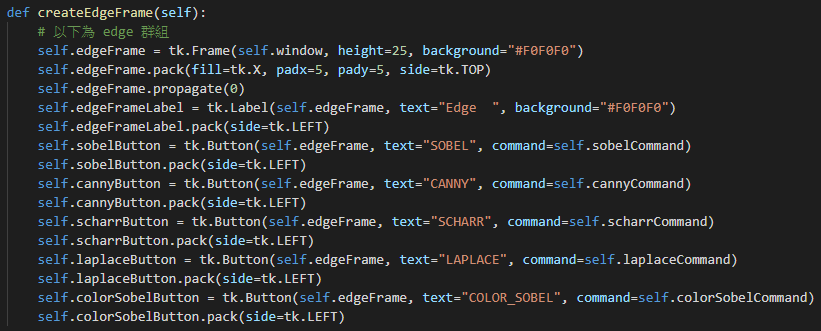 def createEdgeFrame(self):
    # 以下為 edge 群組
    self.edgeFrame = tk.Frame(self.window, height=25, background="#F0F0F0")
    self.edgeFrame.pack(fill=tk.X, padx=5, pady=5, side=tk.TOP)
    self.edgeFrame.propagate(0)
    self.edgeFrameLabel = tk.Label(self.edgeFrame, text="Edge  ", background="#F0F0F0")
    self.edgeFrameLabel.pack(side=tk.LEFT)
    self.sobelButton = tk.Button(self.edgeFrame, text="SOBEL", command=self.sobelCommand)
    self.sobelButton.pack(side=tk.LEFT)
    self.cannyButton = tk.Button(self.edgeFrame, text="CANNY", command=self.cannyCommand)
    self.cannyButton.pack(side=tk.LEFT)
    self.scharrButton = tk.Button(self.edgeFrame, text="SCHARR", command=self.scharrCommand)
    self.scharrButton.pack(side=tk.LEFT)
    self.laplaceButton = tk.Button(self.edgeFrame, text="LAPLACE", command=self.laplaceCommand)
    self.laplaceButton.pack(side=tk.LEFT)
    self.colorSobelButton = tk.Button(self.edgeFrame, text="COLOR_SOBEL", command=self.colorSobelCommand)
    self.colorSobelButton.pack(side=tk.LEFT)